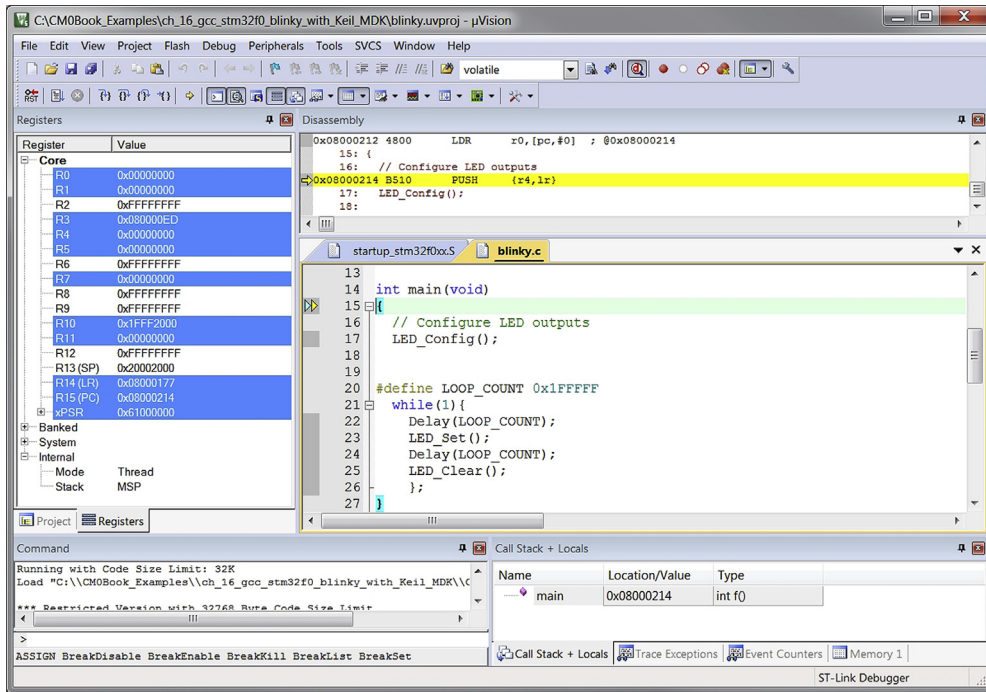 C:\CM0Book_Examples\ch_16_gcc_stm32f0_blinky_with_Keil_MDK\blinky.uvproj - µVision
File Edit View Project Flash Debug Peripherals Tools SVCS Window Help
volatile
Registers
Register Value
Core
R0 0x00000000
R1 0x00000000
R2 0xFFFFFFFF
R3 0x080000ED
R4 0x00000000
R5 0x00000000
R6 0xFFFFFFFF
R7 0x00000000
R8 0xFFFFFFFF
R9 0xFFFFFFFF
R10 0x1FFF2000
R11 0x00000000
R12 0xFFFFFFFF
R13 (SP) 0x20002000
R14 (LR) 0x08000177
R15 (PC) 0x08000214
xPSR 0x61000000
Banked
System
Internal
Mode Thread
Stack MSP
Project Registers
Disassembly
0x08000212 4800 LDR r0,[pc,#0] ; @0x08000214
15: {
16: // Configure LED outputs
0x08000214 B510 PUSH {r4,lr}
17: LED_Config();
18:
startup_stm32f0xx.S blinky.c
13
14 int main(void)
15 {
16 // Configure LED outputs
17 LED_Config();
18
19
20 #define LOOP_COUNT 0x1FFFFF
21 while(1){
22 Delay(LOOP_COUNT);
23 LED_Set();
24 Delay(LOOP_COUNT);
25 LED_Clear();
26 };
27 }
Command
Running with Code Size Limit: 32K
Load "C:\\CM0Book_Examples\\ch_16_gcc_stm32f0_blinky_with_Keil_MDK\\
*** Restricted Version with 32768 Byte Code Size Limit
>
ASSIGN BreakDisable BreakEnable BreakKill BreakList BreakSet
Call Stack + Locals
Name Location/Value Type
main 0x08000214 int f()
Call Stack + Locals Trace Exceptions Event Counters Memory 1
ST-Link Debugger